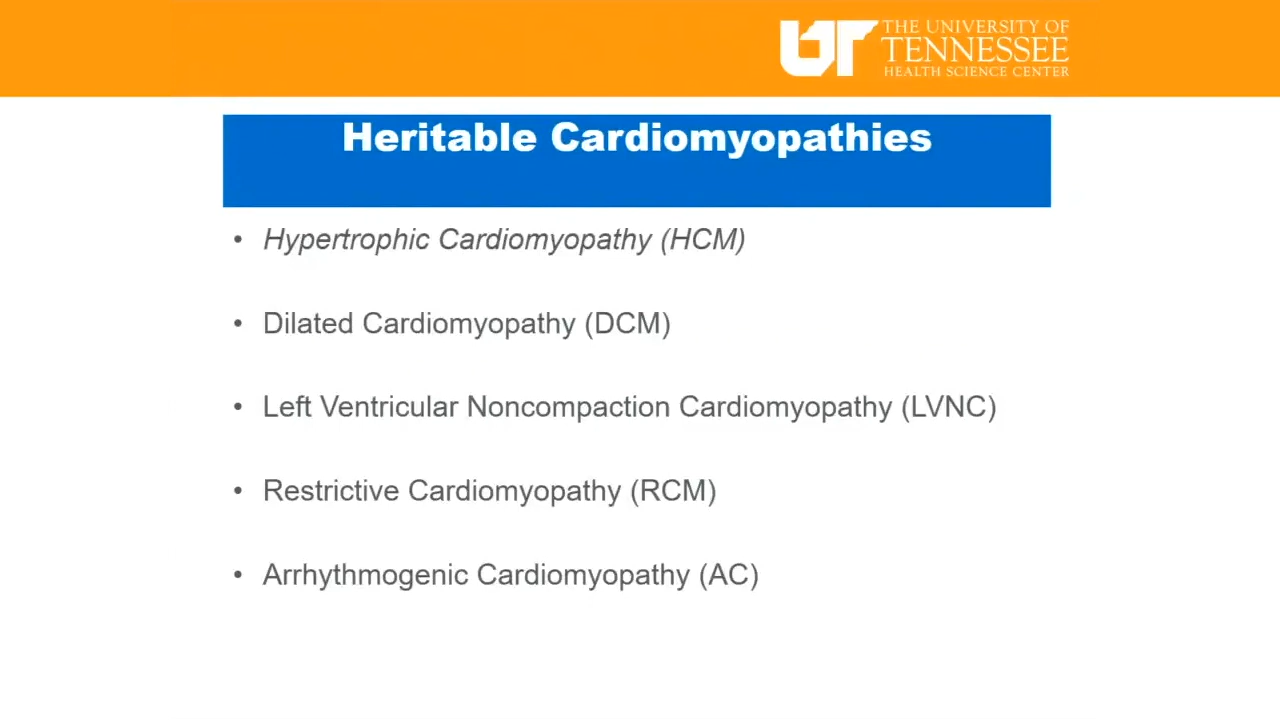 UT THE UNIVERSITY OF
TENNESSEE
HEALTH SCIENCE CENTER
Heritable Cardiomyopathies
• Hypertrophic Cardiomyopathy (HCM)
• Dilated Cardiomyopathy (DCM)
• Left Ventricular Noncompaction Cardiomyopathy (LVNC)
• Restrictive Cardiomyopathy (RCM)
• Arrhythmogenic Cardiomyopathy (AC)